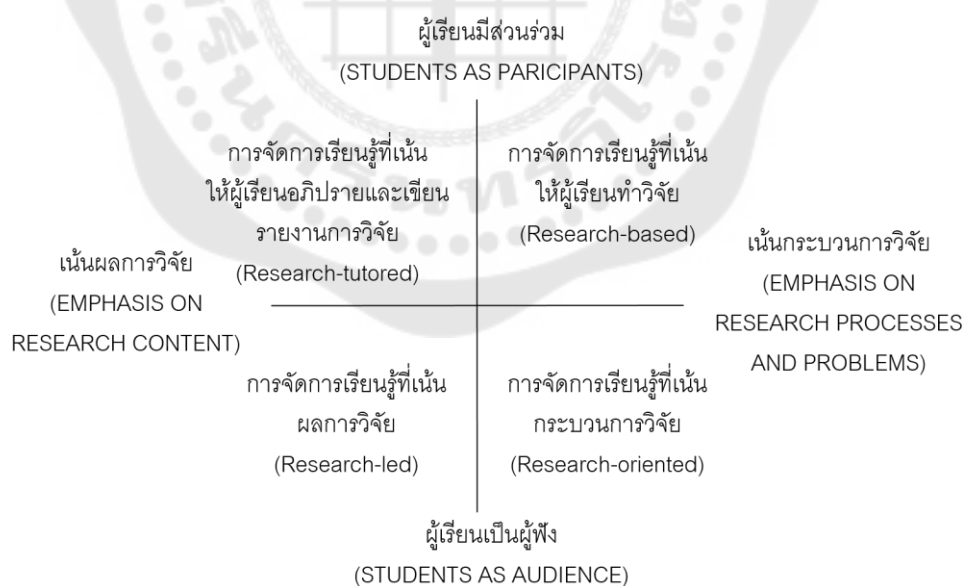 ผู้เรียนมีส่วนร่วม
(STUDENTS AS PARICIPANTS)
การจัดการเรียนรู้ที่เน้น
ให้ผู้เรียนอภิปรายและเขียน
รายงานการวิจัย
(Research-tutored)
การจัดการเรียนรู้ที่เน้น
ให้ผู้เรียนทำวิจัย
(Research-based)
เน้นผลการวิจัย
(EMPHASIS ON
RESEARCH CONTENT)
เน้นกระบวนการวิจัย
(EMPHASIS ON
RESEARCH PROCESSES
AND PROBLEMS)
การจัดการเรียนรู้ที่เน้น
ผลการวิจัย
(Research-led)
การจัดการเรียนรู้ที่เน้น
กระบวนการวิจัย
(Research-oriented)
ผู้เรียนเป็นผู้ฟัง
(STUDENTS AS AUDIENCE)